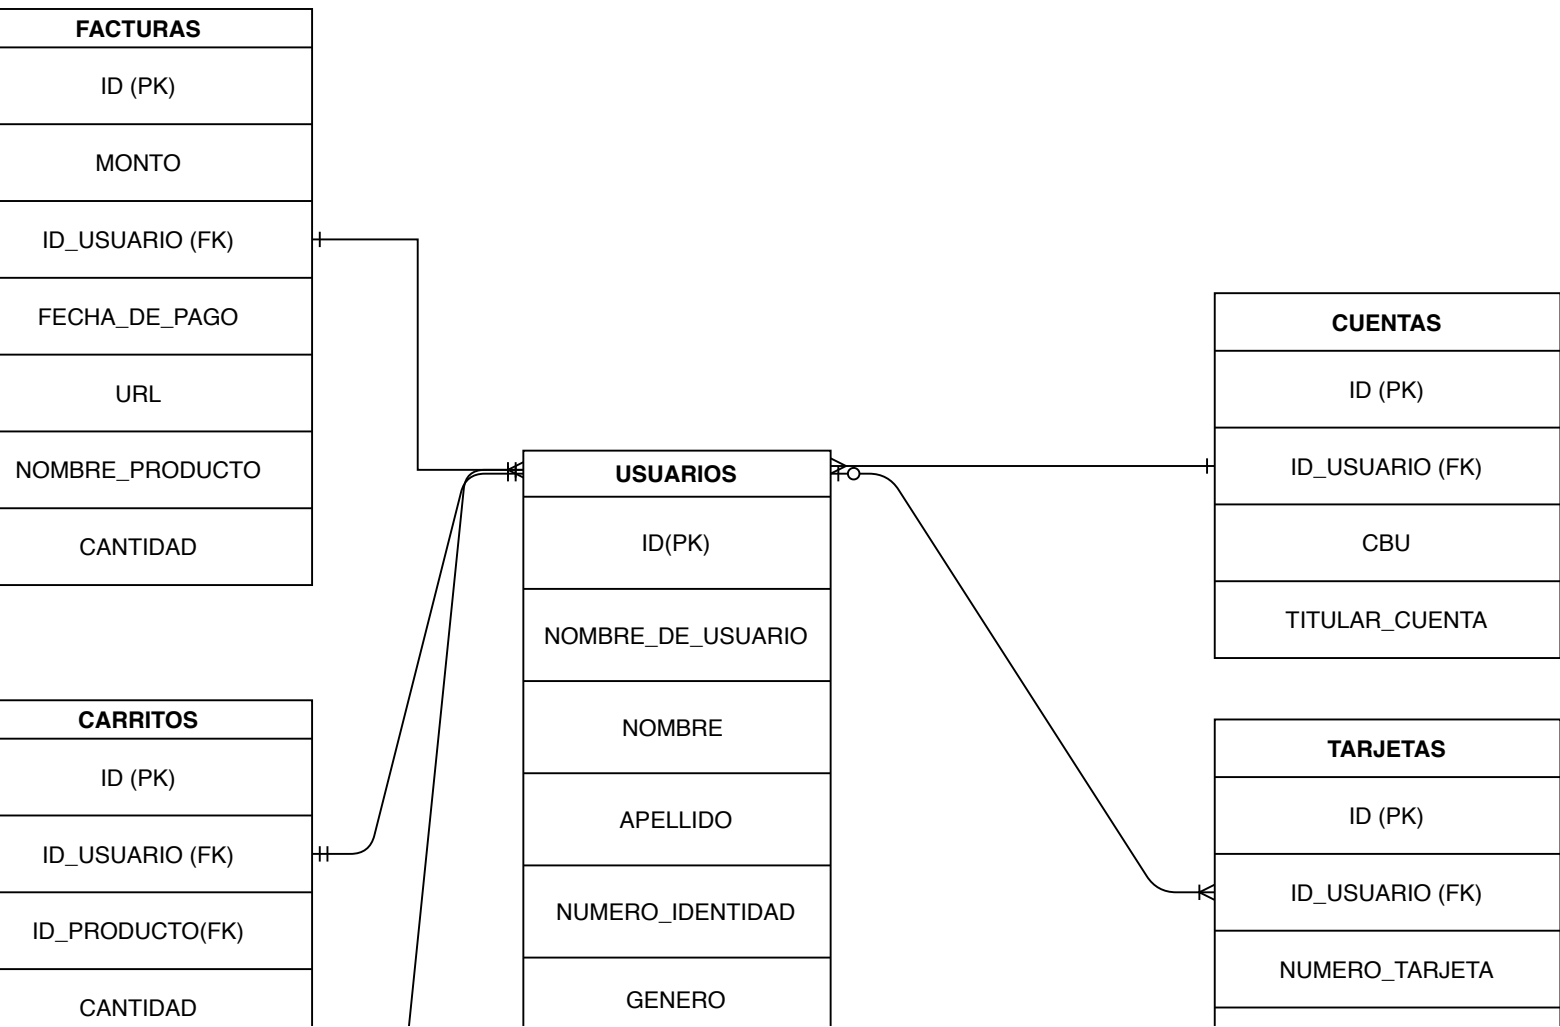 FACTURAS
ID (PK)
MONTO
ID_USUARIO (FK)
FECHA_DE_PAGO
URL
NOMBRE_PRODUCTO
CANTIDAD
CARRITOS
ID (PK)
ID_USUARIO (FK)
ID_PRODUCTO(FK)
CANTIDAD
USUARIOS
ID(PK)
NOMBRE_DE_USUARIO
NOMBRE
APELLIDO
NUMERO_IDENTIDAD
GENERO
CUENTAS
ID (PK)
ID_USUARIO (FK)
CBU
TITULAR_CUENTA
TARJETAS
ID (PK)
ID_USUARIO (FK)
NUMERO_TARJETA